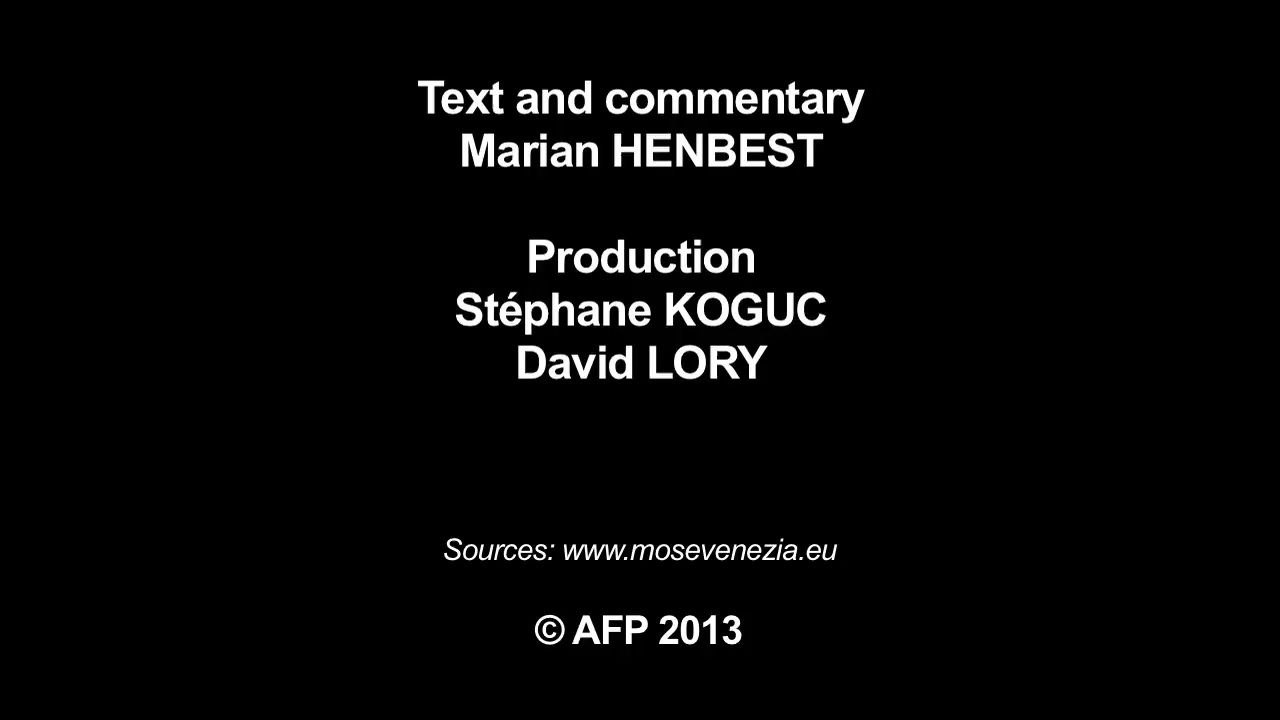 Text and commentary
Marian HENBEST
Production
Stéphane KOGUC
David LORY
Sources: www.mosevenezia.eu
© AFP 2013